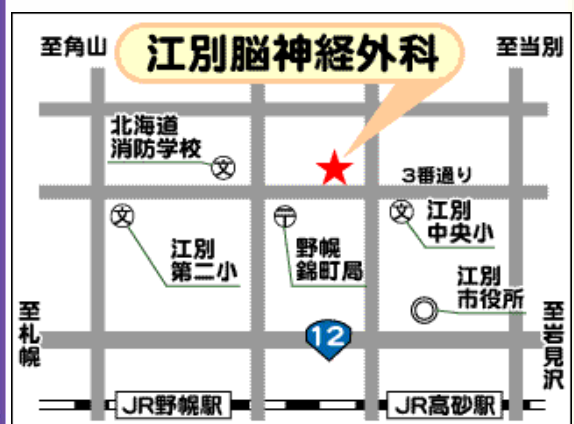 至角山
江別脳神経外科
至当別
北海道
消防学校
文
3番通り
文
江別
第二小
〒
野幌
錦町局
文
江別
中央小
江別
市役所
至札幌
12
至岩見沢
JR野幌駅
JR高砂駅